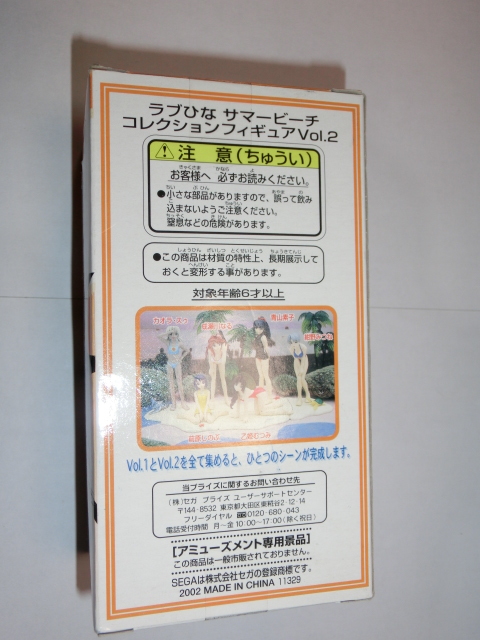 ラブひな サマービーチ
コレクションフィギュアVol.2
注 意(ちゅうい)
お客様へ 必ずお読みください。
●小さな部品がありますので、誤って飲み
込まないようご注意ください。
窒息などの危険があります。
●この商品は材質の特性上、長期展示して
おくと変形する事があります。
対象年齢6才以上
カオラ・スゥ 成瀬川なる 青山素子 紺野みつね
前原しのぶ 乙姫むつみ
Vol.1とVol.2を全て集めると、ひとつのシーンが完成します。
当プライズに関するお問い合わせ先
(株)セガ プライズ ユーザーサポートセンター
〒144-8532 東京都大田区東糀谷2-12-14
フリーダイヤル 0120-680-043
電話受付時間 月〜金 10:00〜17:00(除く祝日)
[アミューズメント専用景品]
この商品は一般市販されておりません。
SEGAは株式会社セガの登録商標です。
2002 MADE IN CHINA 11329